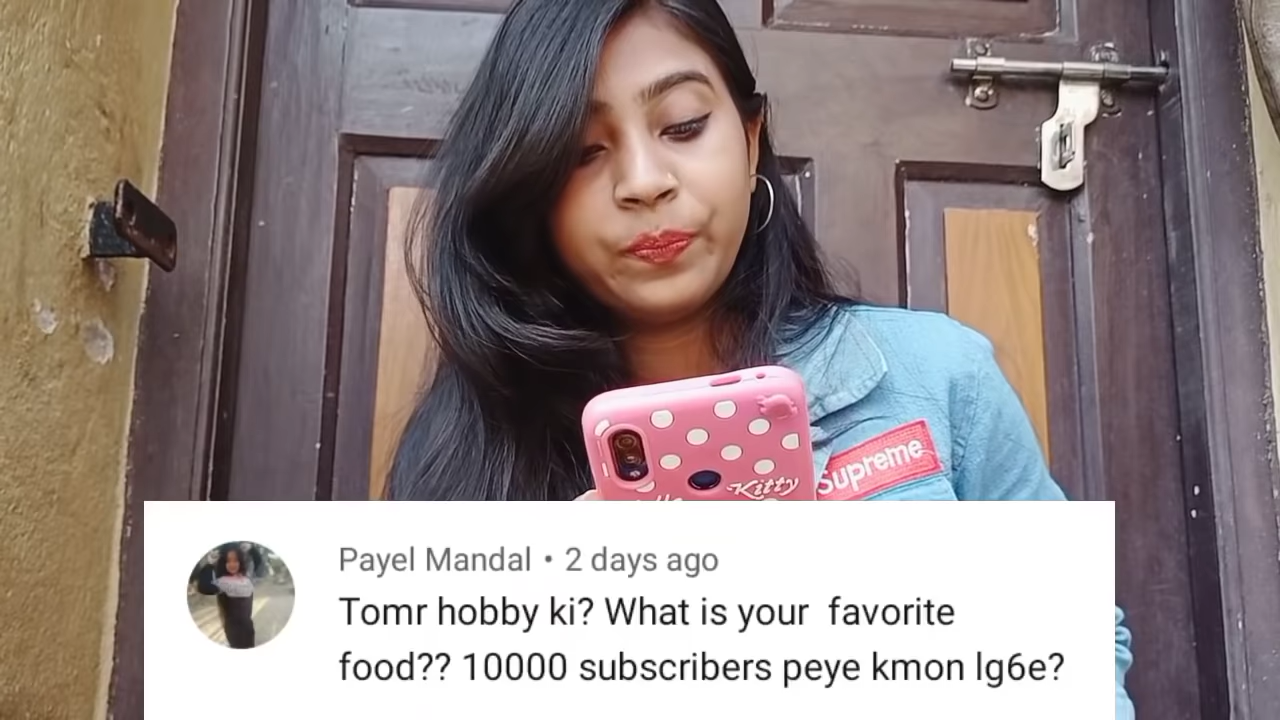 Supreme
Kitty
Payel Mandal • 2 days ago
Tomr hobby ki? What is your favorite
food?? 10000 subscribers peye kmon lg6e?